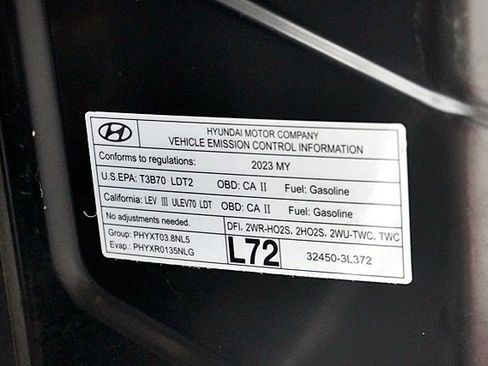 HYUNDAI MOTOR COMPANY
VEHICLE EMISSION CONTROL INFORMATION
Conforms to regulations: 2023 MY
U.S.EPA: T3B70 LDT2 OBD: CA II Fuel: Gasoline
California: LEV III ULEV70 LDT OBD: CA II Fuel: Gasoline
No adjustments needed. DFI, 2WR-HO2S, 2HO2S, 2WU-TWC, TWC
Group: PHYXT03.8NL5
Evap.: PHYXR0135NLG
L72 32450-3L372